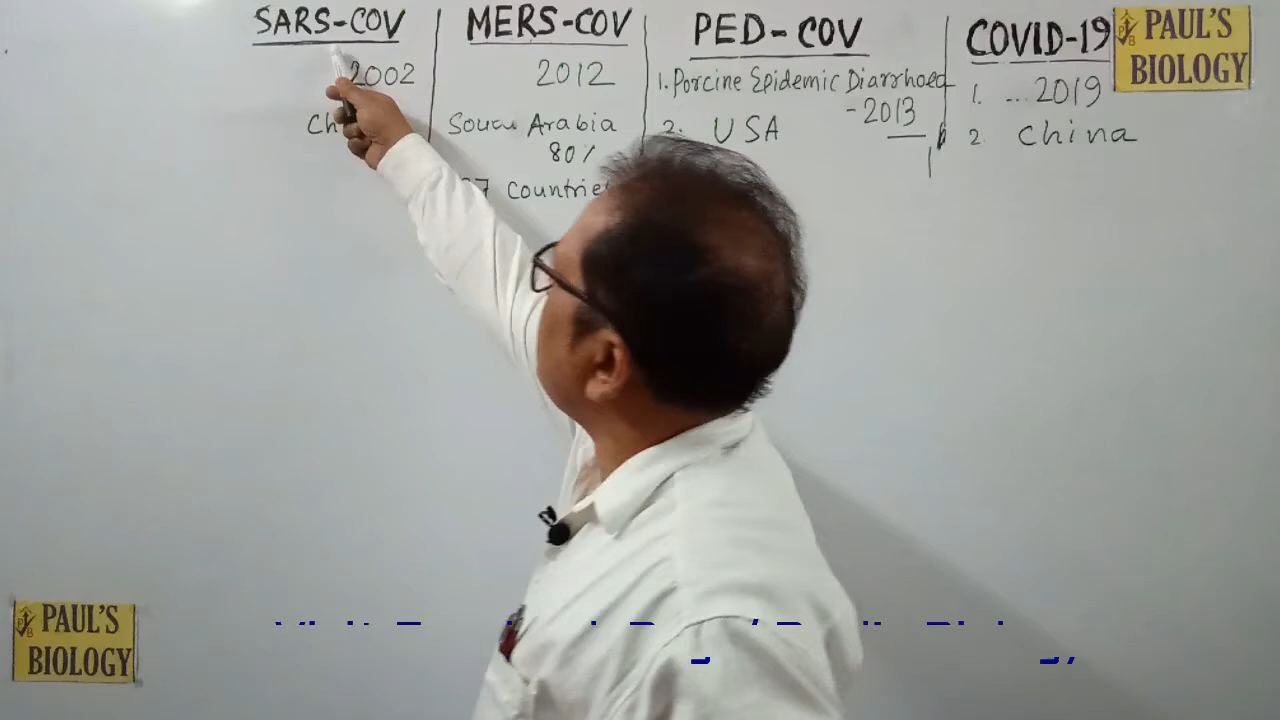 SARS-COV
2002
MERS-COV
2012
Arabia
80%
7 Countries
PED-COV
1. Porcine Epidemic Diarrhoea
-2013
2. USA
COVID-19
1. ...2019
2. China
PAUL'S
BIOLOGY
PAUL'S
BIOLOGY